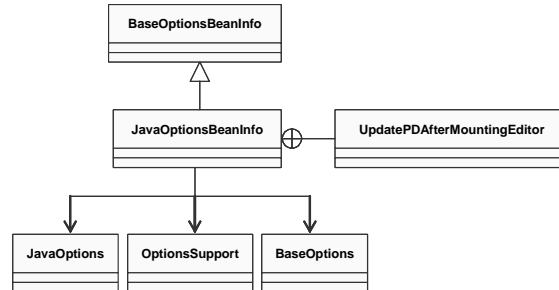 BaseOptionsBeanInfo
JavaOptionsBeanInfo
UpdatePDAfterMountingEditor
JavaOptions
OptionsSupport
BaseOptions